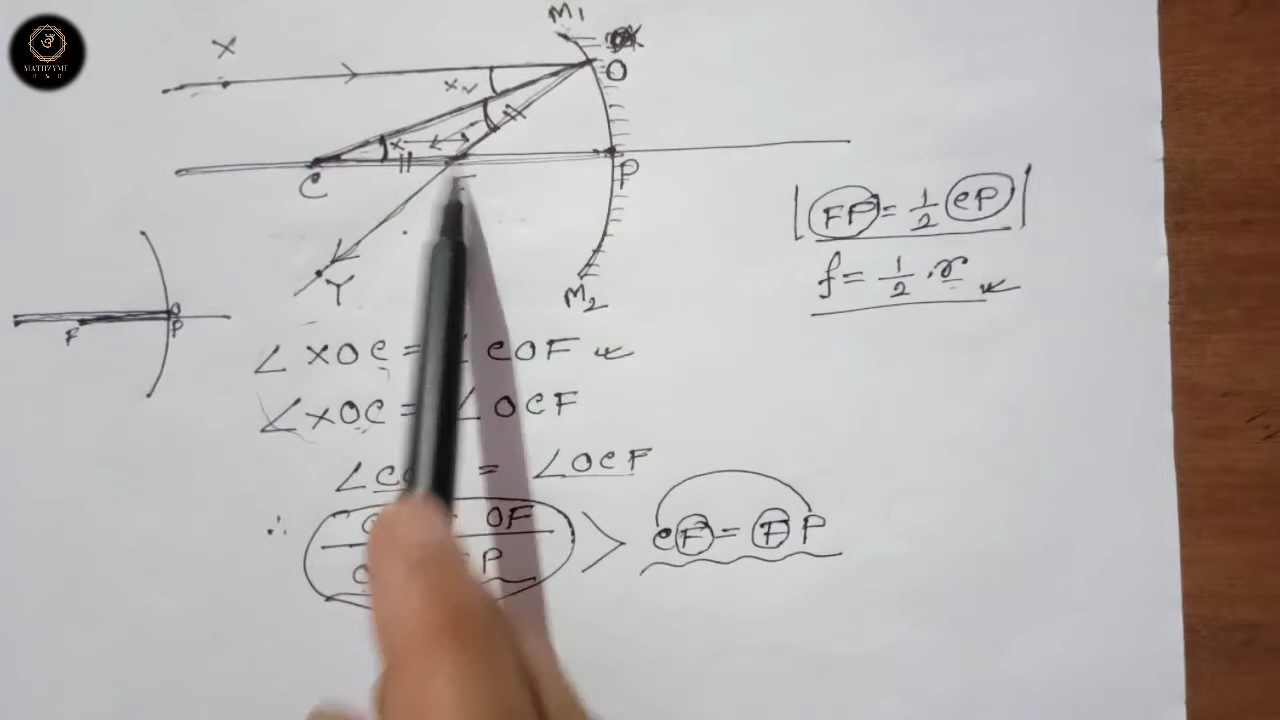 ॐ
MATHZYME
M1
X
O
x
x
C
P
Y
M2
FP = 1/2 CP
f = 1/2 . r
O
F
P
∠XOC = ∠COF
∠XOC = ∠OCF
= ∠OCF
∴ OF
P
CF = FP